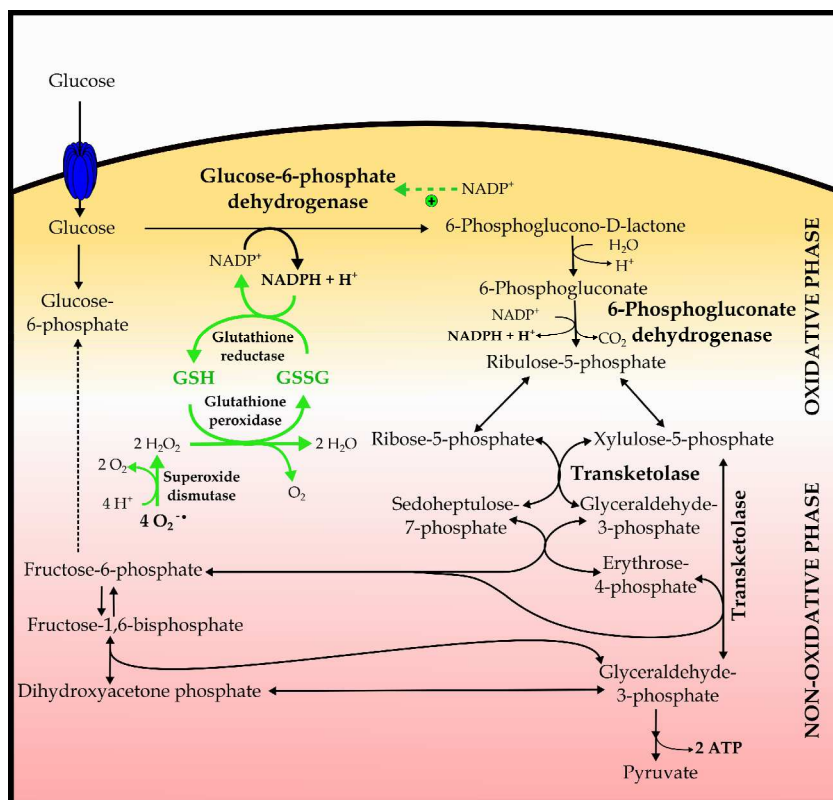 Glucose
Glucose-6-phosphate
dehydrogenase
NADP⁺
+
Glucose
6-Phosphoglucono-D-lactone
H₂O
H⁺
NADP⁺
NADPH + H⁺
Glucose-
6-phosphate
6-Phosphogluconate
NADP⁺
NADPH + H⁺
CO₂
6-Phosphogluconate
dehydrogenase
Ribulose-5-phosphate
OXIDATIVE PHASE
Glutathione
reductase
GSH
GSSG
Glutathione
peroxidase
2 H₂O₂
2 H₂O
O₂
2 O₂
4 H⁺
Superoxide
dismutase
4 O₂⁻•
Ribose-5-phosphate
Xylulose-5-phosphate
Transketolase
Sedoheptulose-
7-phosphate
Glyceraldehyde-
3-phosphate
Erythrose-
4-phosphate
Transketolase
NON-OXIDATIVE PHASE
Fructose-6-phosphate
Fructose-1,6-bisphosphate
Dihydroxyacetone phosphate
Glyceraldehyde-
3-phosphate
2 ATP
Pyruvate